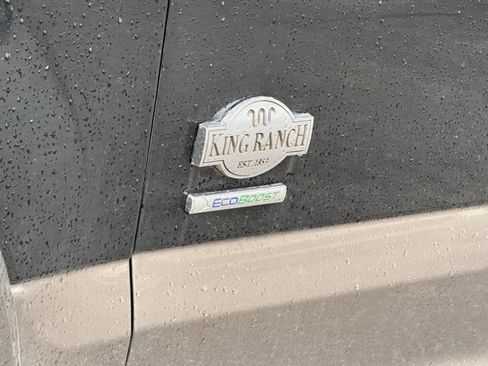 KING RANCH
EST. 1853
ECOBOOST